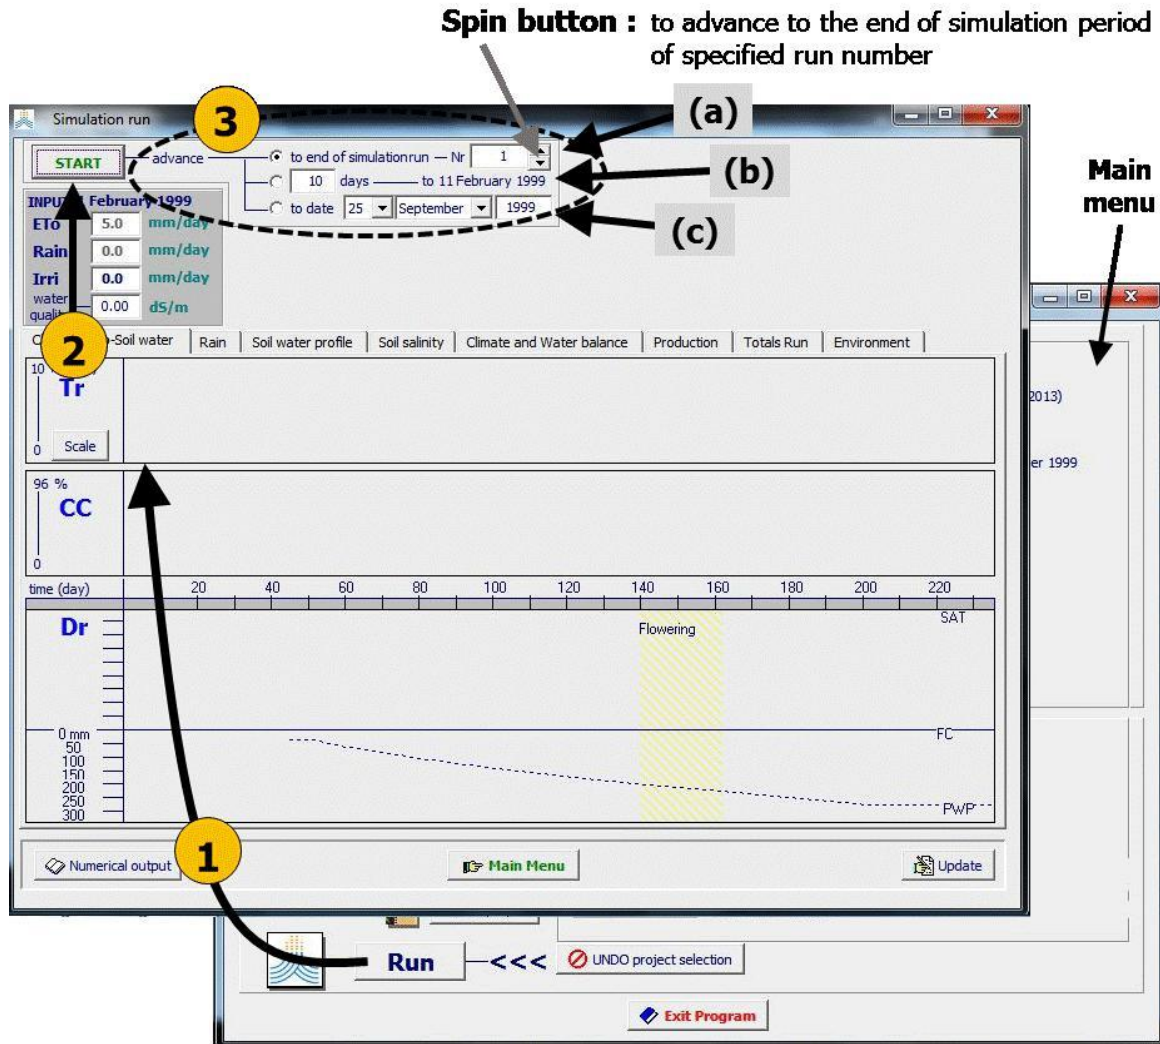 Spin button : to advance to the end of simulation period
of specified run number
Simulation run
3
(a)
START advance to end of simulation run Nr 1
(b)
10 days to 11 February 1999
Main
menu
to date 25 September 1999
(c)
February 1999
ETo 5.0 mm/day
Rain 0.0 mm/day
Irri 0.0 mm/day
water
0.00 dS/m
2
Soil water Rain Soil water profile Soil salinity Climate and Water balance Production Totals Run Environment
10
Tr
2013)
0 Scale
er 1999
96 %
CC
0
time (day) 20 40 60 80 100 120 140 160 180 200 220
Dr Flowering SAT
0 mm FC
50
100
150
200
250
300 PWP
1
Numerical output Main Menu Update
Run <<< UNDO project selection
Exit Program